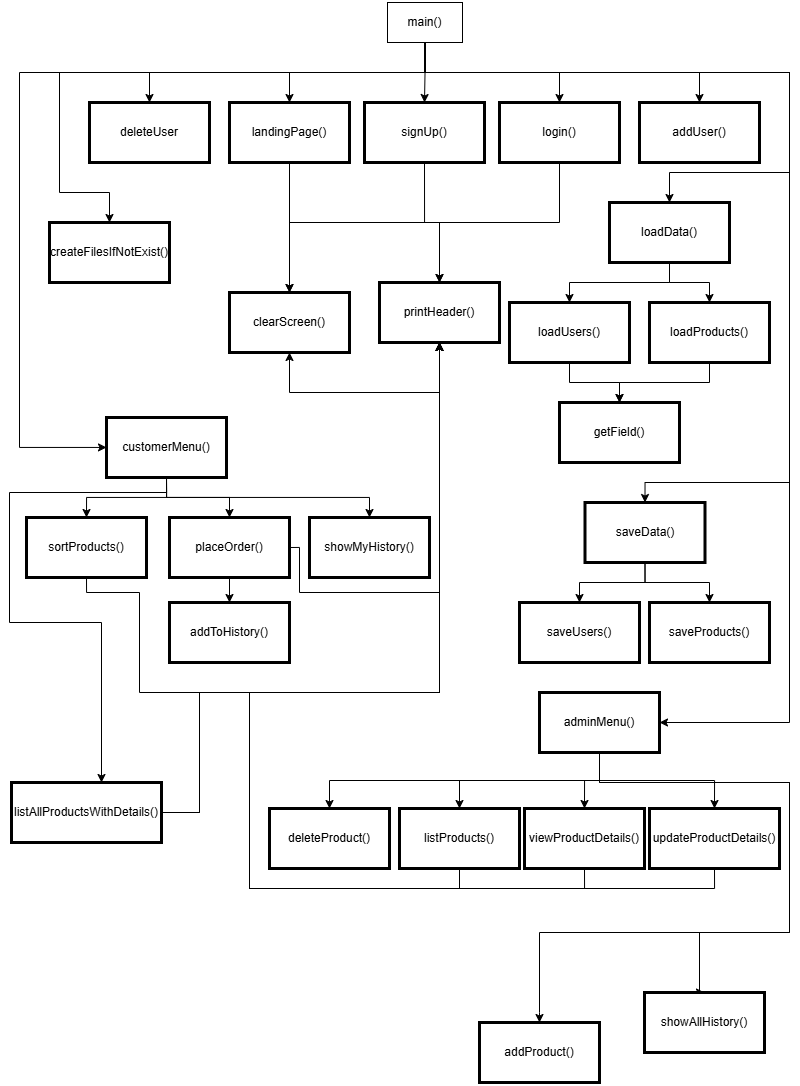 main()
deleteUser
landingPage()
signUp()
login()
addUser()
createFilesIfNotExist()
loadData()
clearScreen()
printHeader()
loadUsers()
loadProducts()
getField()
customerMenu()
sortProducts()
placeOrder()
showMyHistory()
saveData()
addToHistory()
saveUsers()
saveProducts()
adminMenu()
listAllProductsWithDetails()
deleteProduct()
listProducts()
viewProductDetails()
updateProductDetails()
showAllHistory()
addProduct()